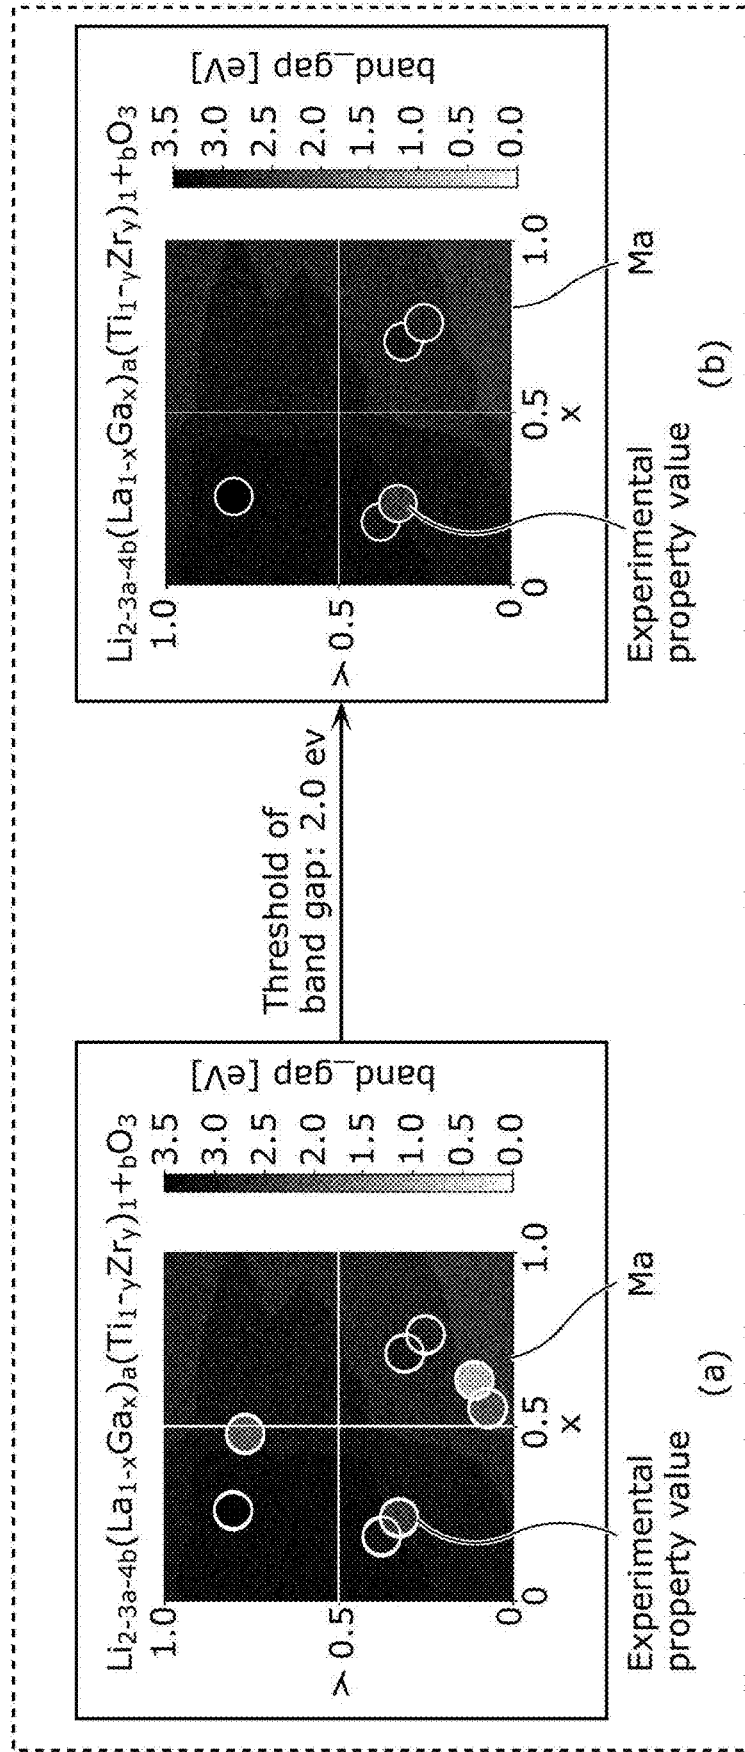 Li2-3a-4b(La1-xGax)a(Ti1-yZry)1+bO3
1.0
Y 0.5
0
0
0.5
1.0
X
3.5
3.0
2.5
2.0
1.5
1.0
0.5
0.0
band_gap [eV]
Experimental
property value
Ma
(a)
Threshold of
band gap: 2.0 ev
Li2-3a-4b(La1-xGax)a(Ti1-yZry)1+bO3
1.0
Y 0.5
0
0
0.5
1.0
X
3.5
3.0
2.5
2.0
1.5
1.0
0.5
0.0
band_gap [eV]
Experimental
property value
Ma
(b)